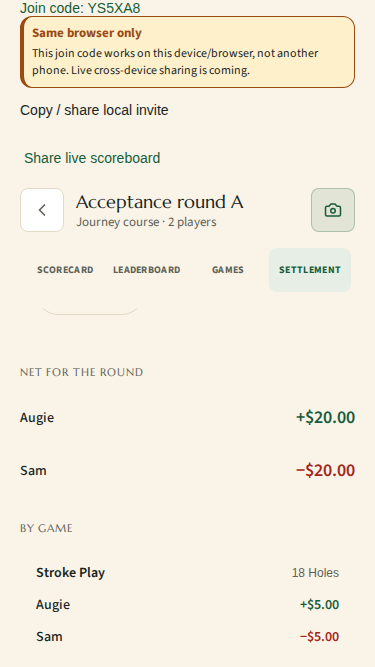 Join code: YS5XA8
Same browser only
This join code works on this device/browser, not another
phone. Live cross-device sharing is coming.
Copy / share local invite
Share live scoreboard
Acceptance round A
Journey course · 2 players
SCORECARD LEADERBOARD GAMES SETTLEMENT
NET FOR THE ROUND
Augie +$20.00
Sam −$20.00
BY GAME
Stroke Play 18 Holes
Augie +$5.00
Sam −$5.00